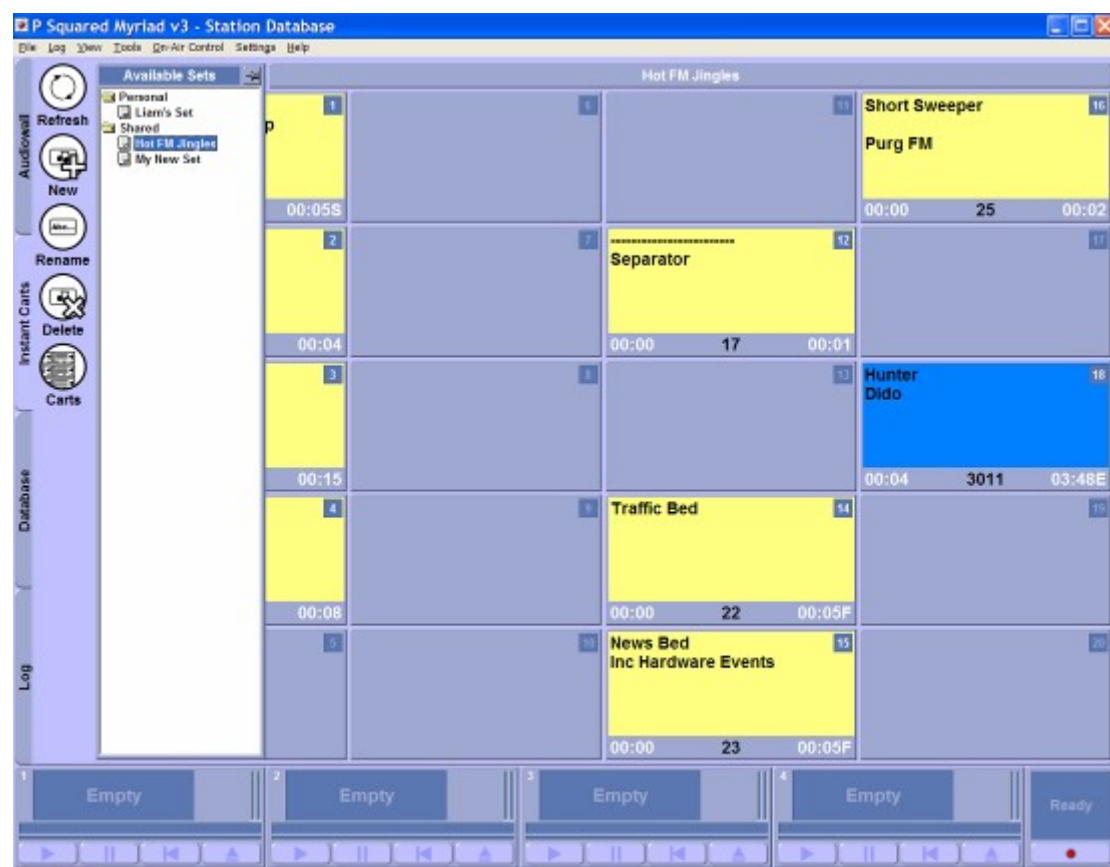 P Squared Myriad v3 - Station Database
File Log View Tools On-Air Control Settings Help
Audiowall
Instant Carts
Database
Log
Refresh
New
Abc...
Rename
Delete
Carts
Available Sets
Personal
Liam's Set
Shared
Hot FM Jingles
My New Set
Hot FM Jingles
1
p
00:05S
6
11
Short Sweeper 16
Purg FM
00:00 25 00:02
2
00:04
7
------------------------ 12
Separator
00:00 17 00:01
17
3
00:15
8
13
Hunter 18
Dido
00:04 3011 03:48E
4
00:08
9
Traffic Bed 14
00:00 22 00:05F
19
5
10
News Bed 15
Inc Hardware Events
00:00 23 00:05F
20
1 Empty
2 Empty
3 Empty
4 Empty
Ready